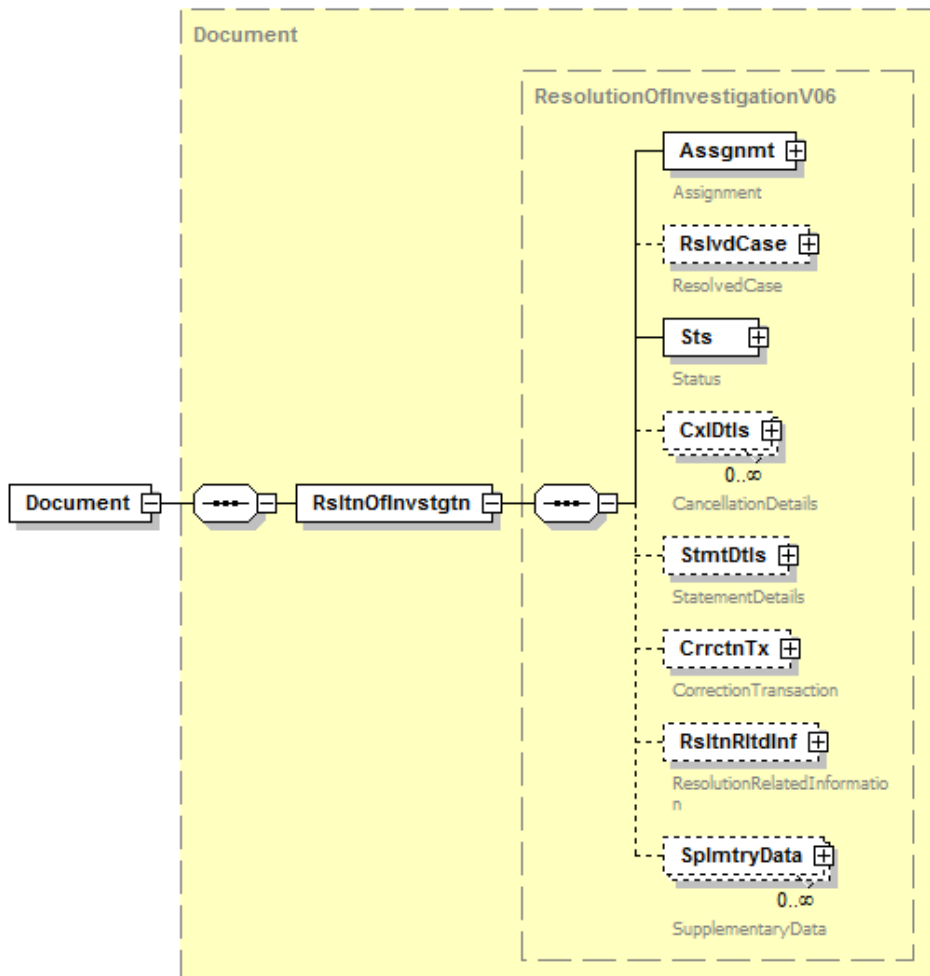 Document
ResolutionOfInvestigationV06
Assgnmt
Assignment
RslvdCase
ResolvedCase
Sts
Status
CxlDtls
0..∞
CancellationDetails
Document
RsltnOfInvstgtn
StmtDtls
StatementDetails
CrrctnTx
CorrectionTransaction
RsltnRltdInf
ResolutionRelatedInformatio
n
SplmtryData
0..∞
SupplementaryData